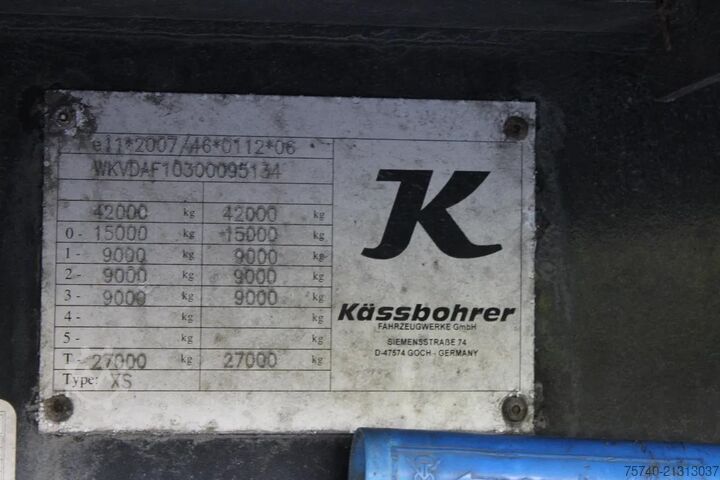 e11*2007/46*0112*06
WKVDAF10300095134
42000 kg 42000 kg
0 - 15000 kg 15000 kg
1 - 9000 kg 9000 kg
2 - 9000 kg 9000 kg
3 - 9000 kg 9000 kg
4 - kg kg
5 - kg kg
T - 27000 kg 27000 kg
Type: XS
K
Kässbohrer
FAHRZEUGWERKE GmbH
SIEMENSSTRAßE 74
D-47574 GOCH - GERMANY
75740-21313037